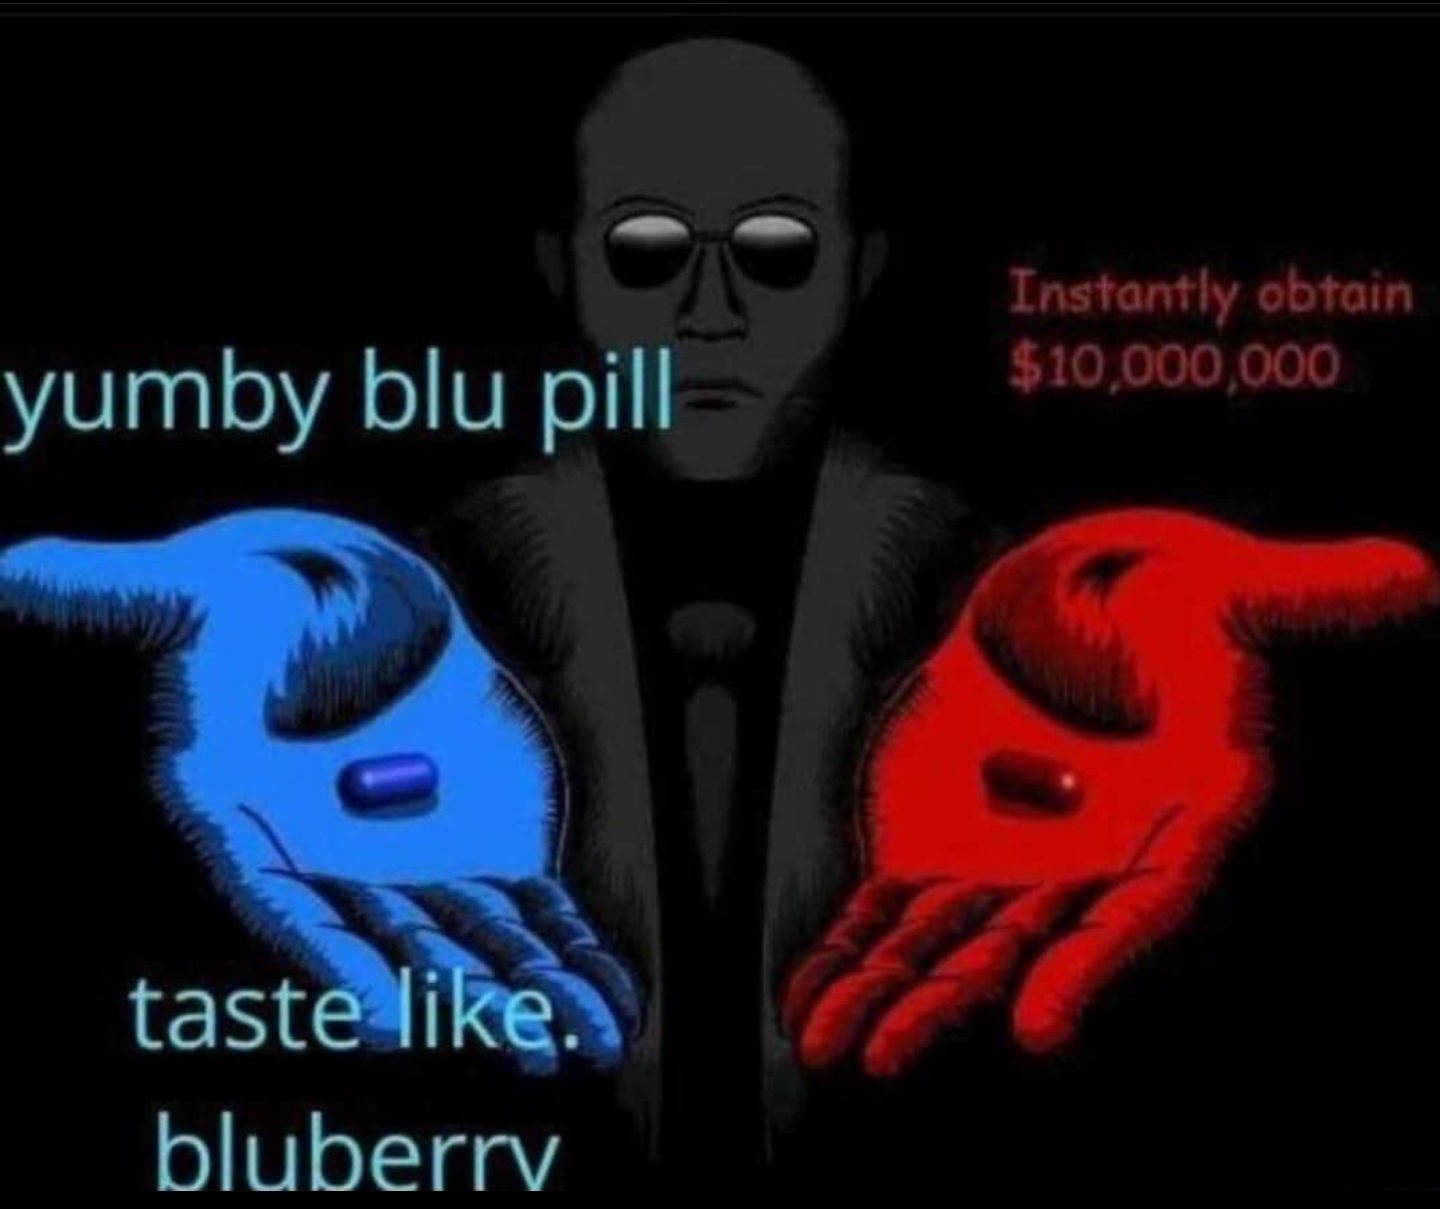 yumby blu pill
Instantly obtain
$10,000,000
taste like.
bluberry